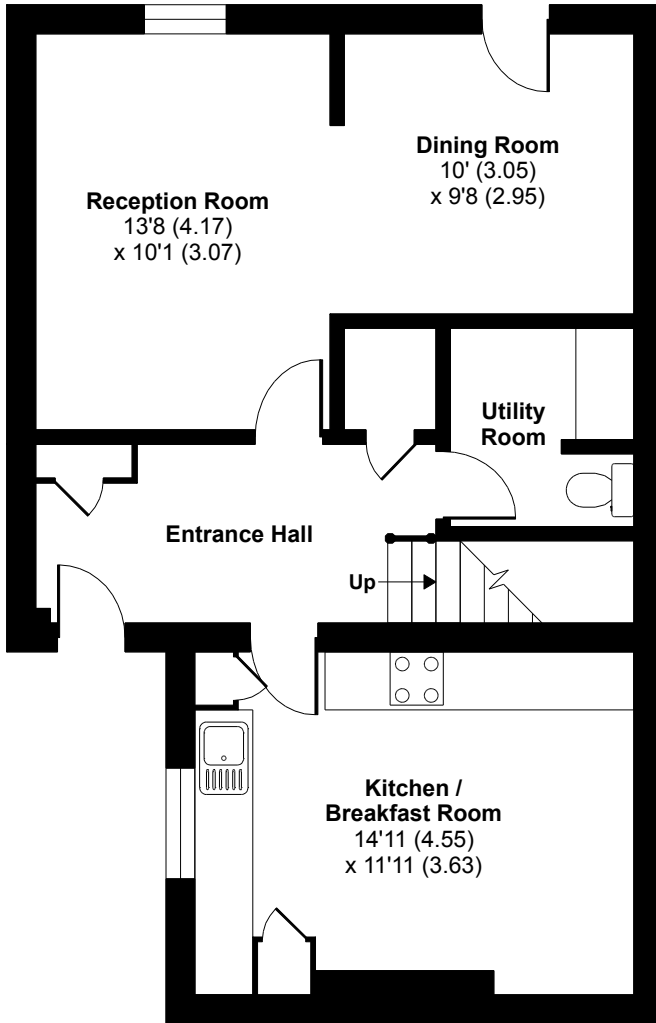 Reception Room
13'8 (4.17)
x 10'1 (3.07)
Dining Room
10' (3.05)
x 9'8 (2.95)
Utility
Room
Entrance Hall
Up
Kitchen /
Breakfast Room
14'11 (4.55)
x 11'11 (3.63)